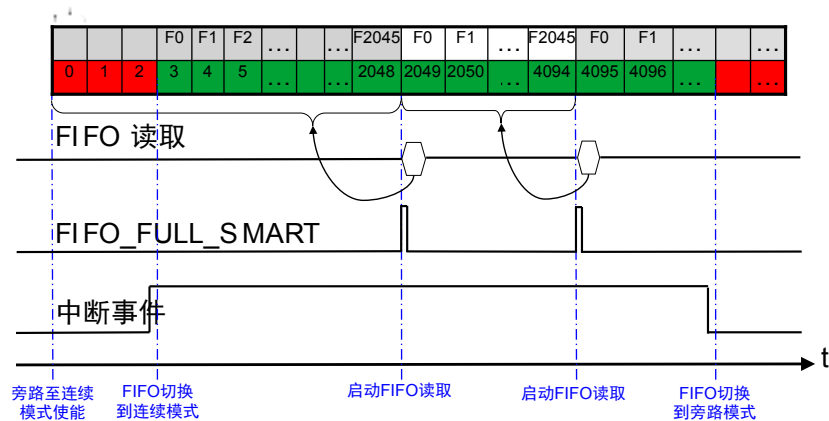 F0 F1 F2 ... ... F2045 F0 F1 ... F2045 F0 F1 ... ...
0 1 2 3 4 5 ... ... 2048 2049 2050 ... 4094 4095 4096 ... ...
FIFO 读取
FIFO_FULL_SMART
中断事件
t
旁路至连续
模式使能
FIFO切换
到连续模式
启动FIFO读取
启动FIFO读取
FIFO切换
到旁路模式